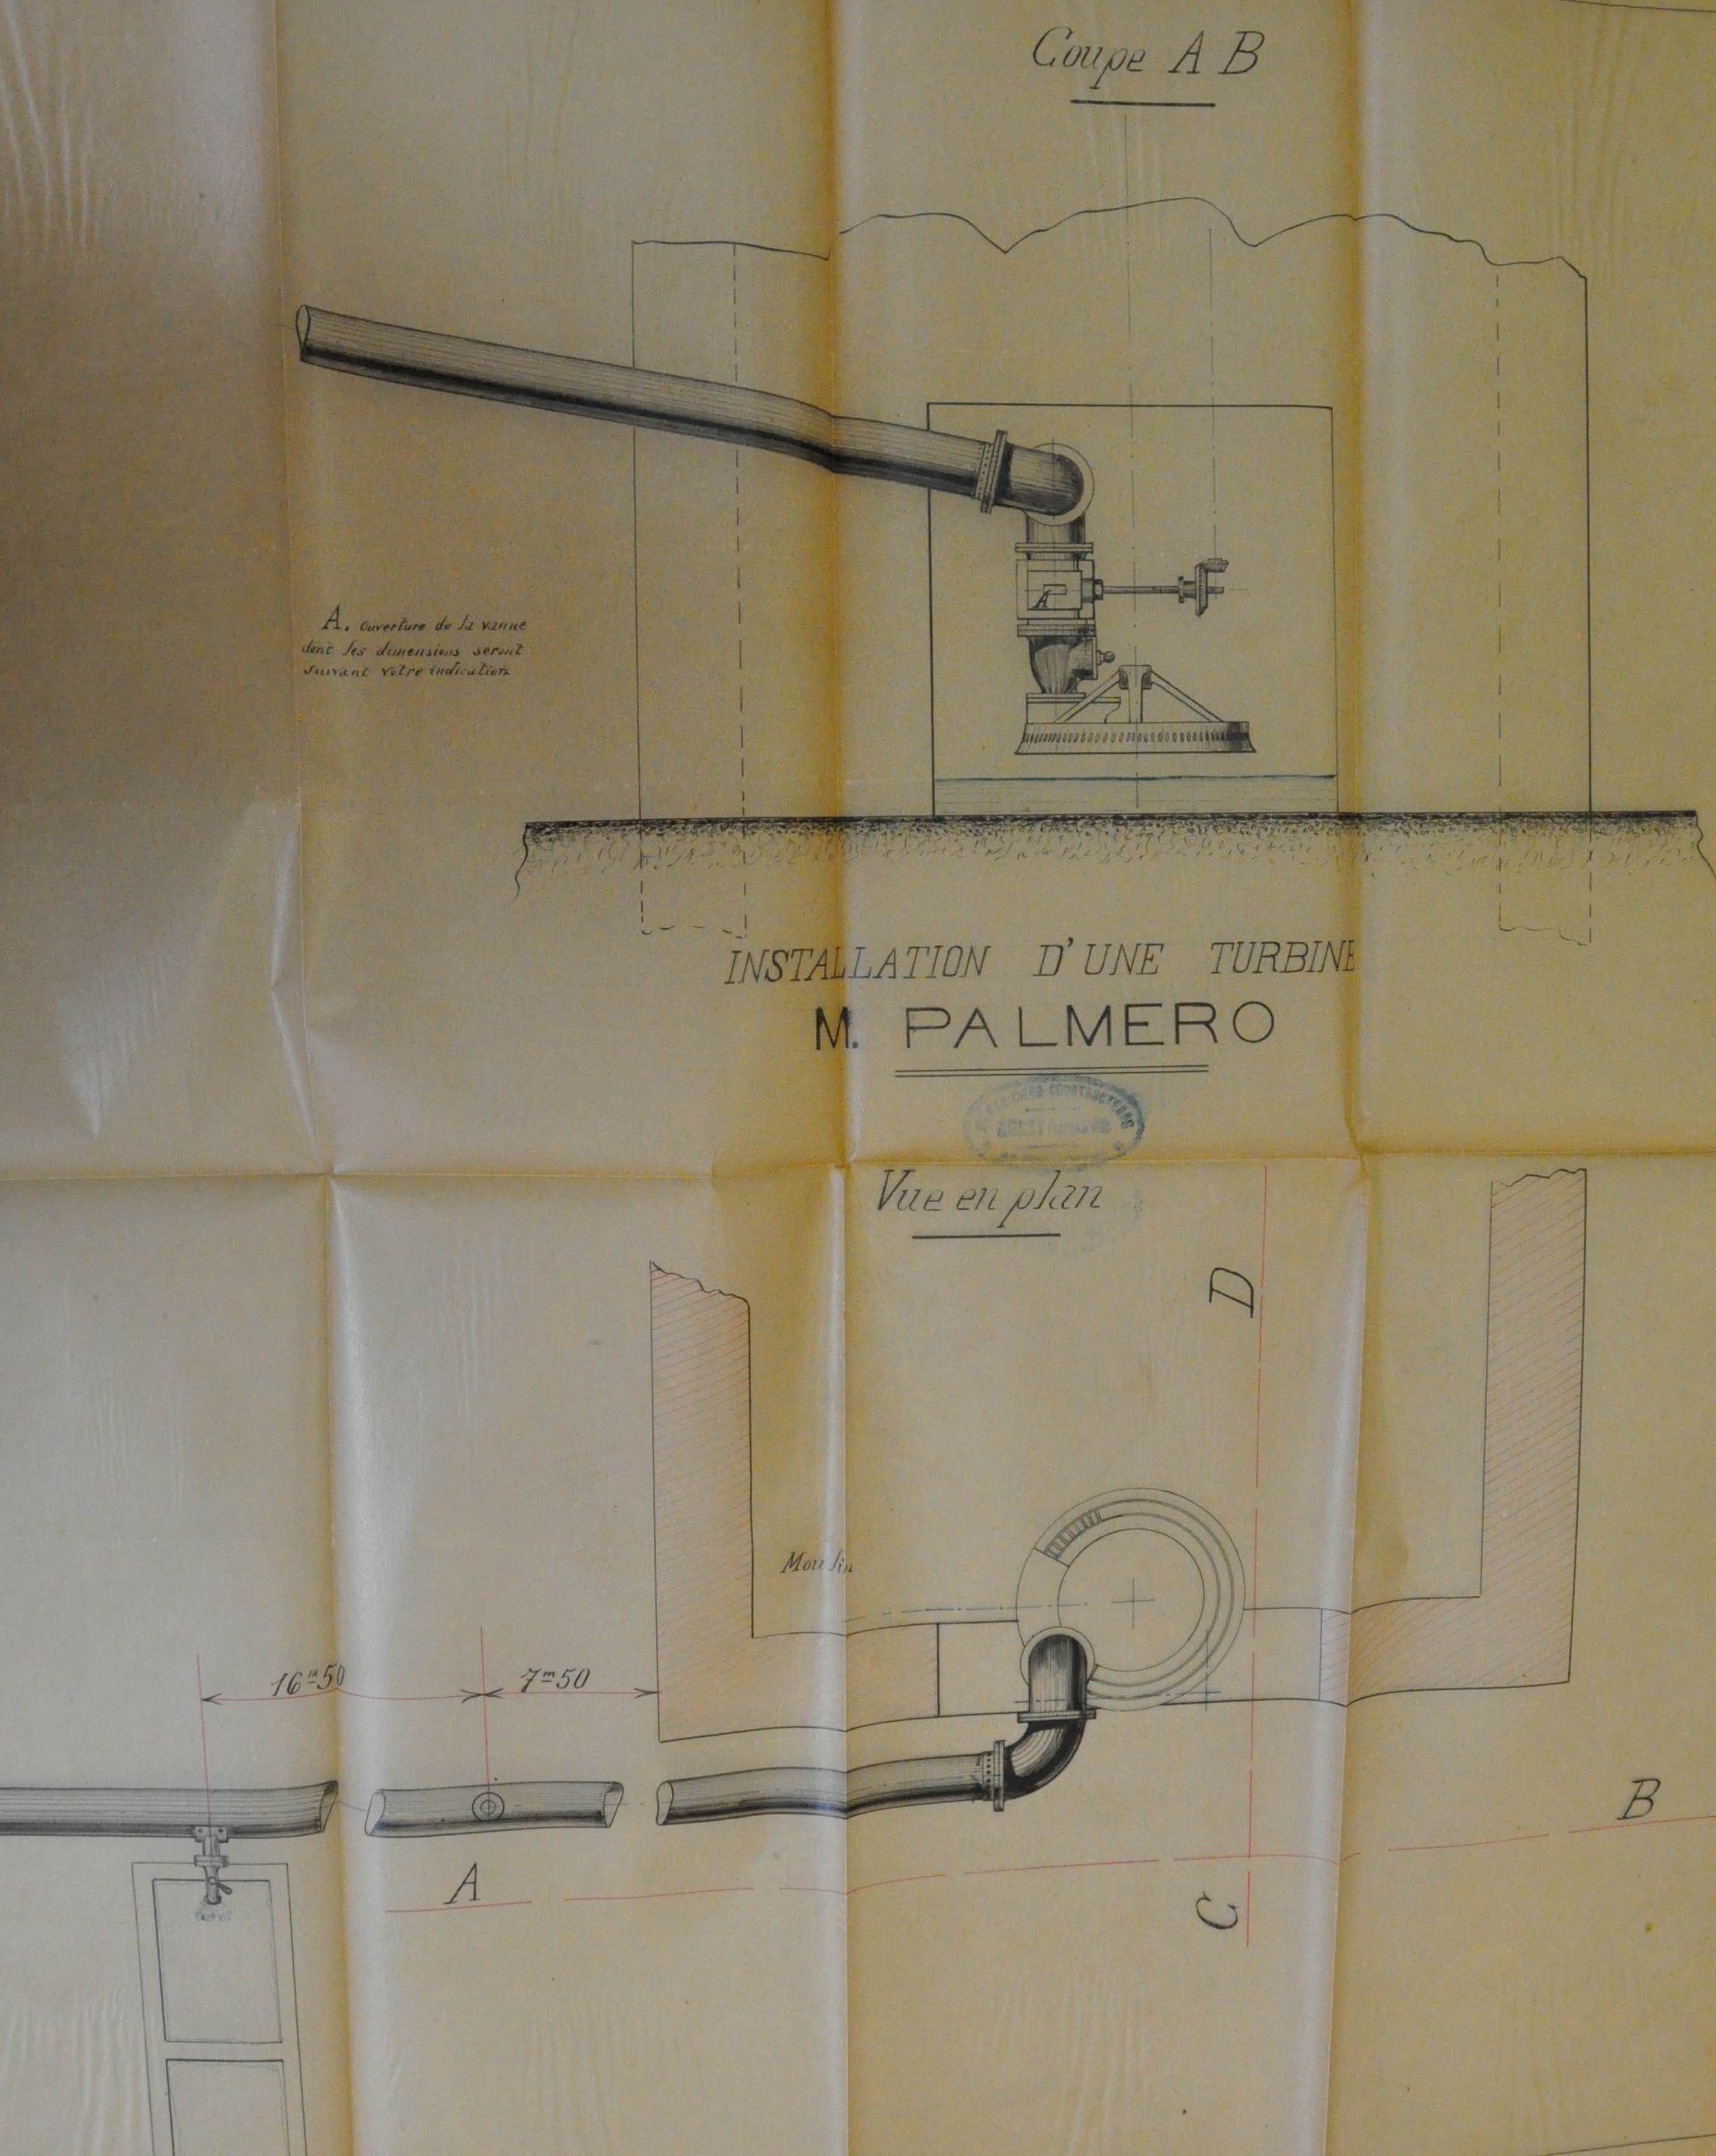 Coupe A B
A. Ouverture de la vanne
dont les dimensions seront
suivant votre indication
A
INSTALLATION D'UNE TURBINE
M. PALMERO
CONSTRUCTEURS
Vue en plan
D
Moulin
16m50
7m50
B
A
C